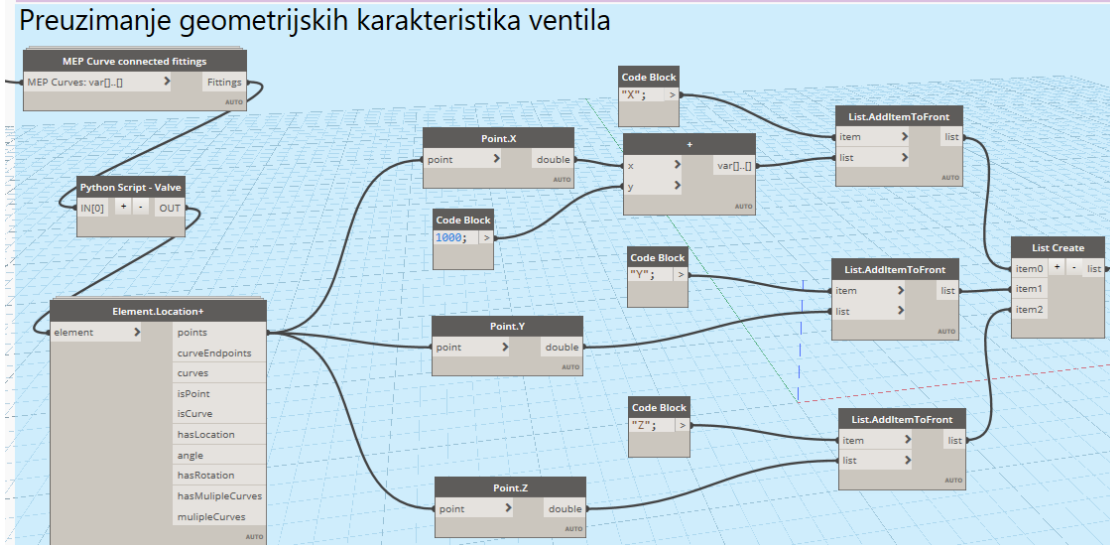 Preuzimanje geometrijskih karakteristika ventila
MEP Curve connected fittings
MEP Curves: var[]..[] > Fittings
AUTO
Python Script - Valve
IN[0] + - OUT
AUTO
Element.Location+
element > points
curveEndpoints
curves
isPoint
isCurve
hasLocation
angle
hasRotation
hasMulipleCurves
mulipleCurves
AUTO
Point.X
point > double
AUTO
Code Block
1000; >
Point.Y
point > double
AUTO
Point.Z
point > double
AUTO
Code Block
"X"; >
+
x > var[]..[]
y >
AUTO
Code Block
"Y"; >
Code Block
"Z"; >
List.AddItemToFront
item > list
list >
AUTO
List.AddItemToFront
item > list
list >
AUTO
List.AddItemToFront
item > list
list >
AUTO
List Create
item0 + - list
item1
item2
AUTO